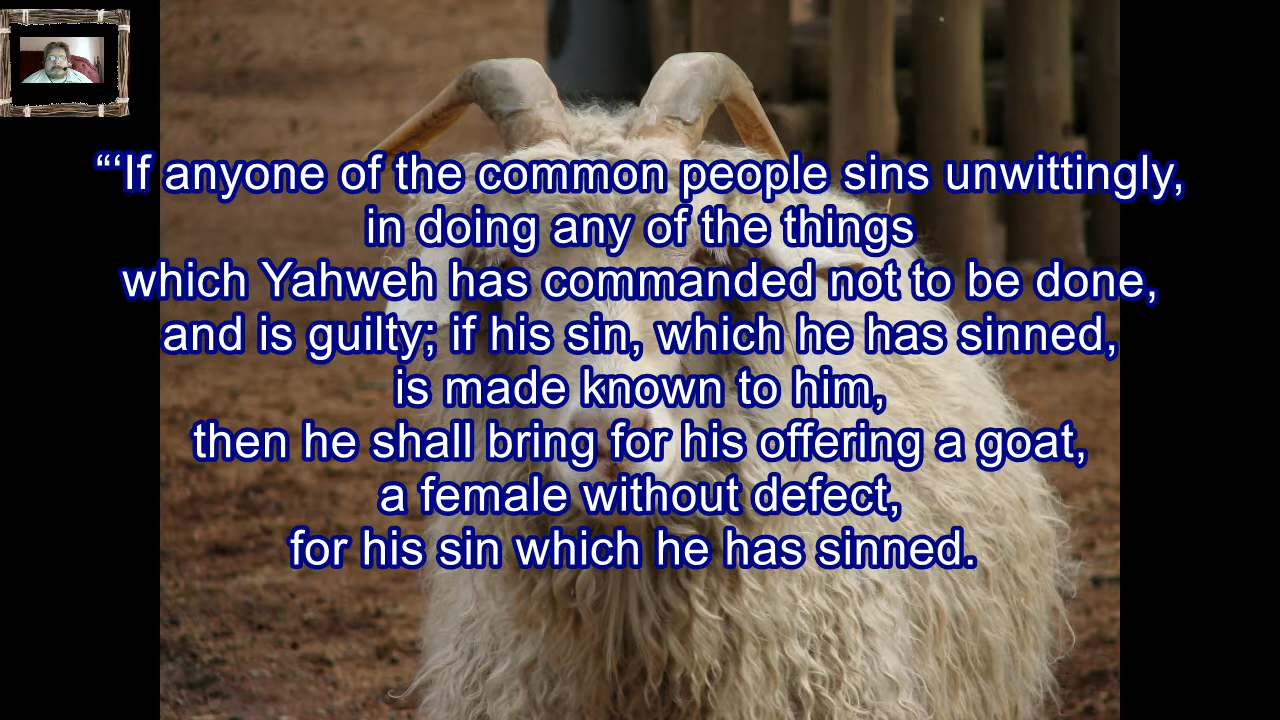 “‘If anyone of the common people sins unwittingly,
in doing any of the things
which Yahweh has commanded not to be done,
and is guilty; if his sin, which he has sinned,
is made known to him,
then he shall bring for his offering a goat,
a female without defect,
for his sin which he has sinned.